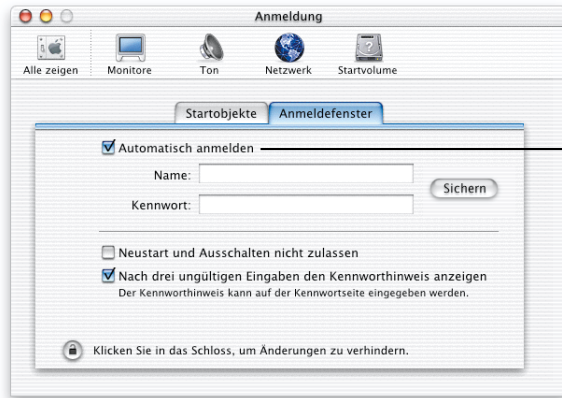 Anmeldung
Alle zeigen Monitore Ton Netzwerk Startvolume
Startobjekte Anmeldefenster
Automatisch anmelden
Name:
Sichern
Kennwort:
Neustart und Ausschalten nicht zulassen
Nach drei ungültigen Eingaben den Kennworthinweis anzeigen
Der Kennworthinweis kann auf der Kennwortseite eingegeben werden.
Klicken Sie in das Schloss, um Änderungen zu verhindern.